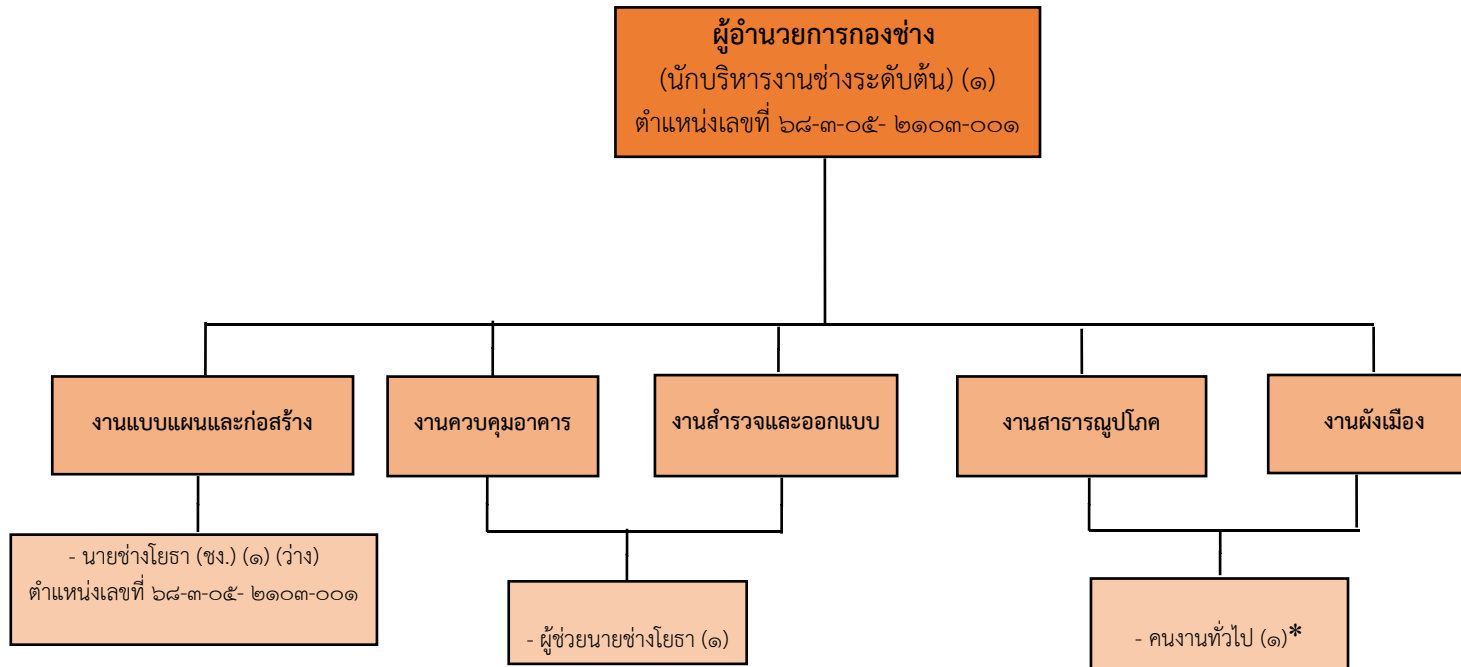 ผู้อำนวยการกองช่าง
(นักบริหารงานช่างระดับต้น) (๑)
ตำแหน่งเลขที่ ๖๘-๓-๐๕- ๒๑๐๓-๐๐๑
งานแบบแผนและก่อสร้าง
งานควบคุมอาคาร
งานสำรวจและออกแบบ
งานสาธารณูปโภค
งานผังเมือง
- นายช่างโยธา (ชง.) (๑) (ว่าง)
ตำแหน่งเลขที่ ๖๘-๓-๐๕- ๒๑๐๓-๐๐๑
- ผู้ช่วยนายช่างโยธา (๑)
- คนงานทั่วไป (๑)*